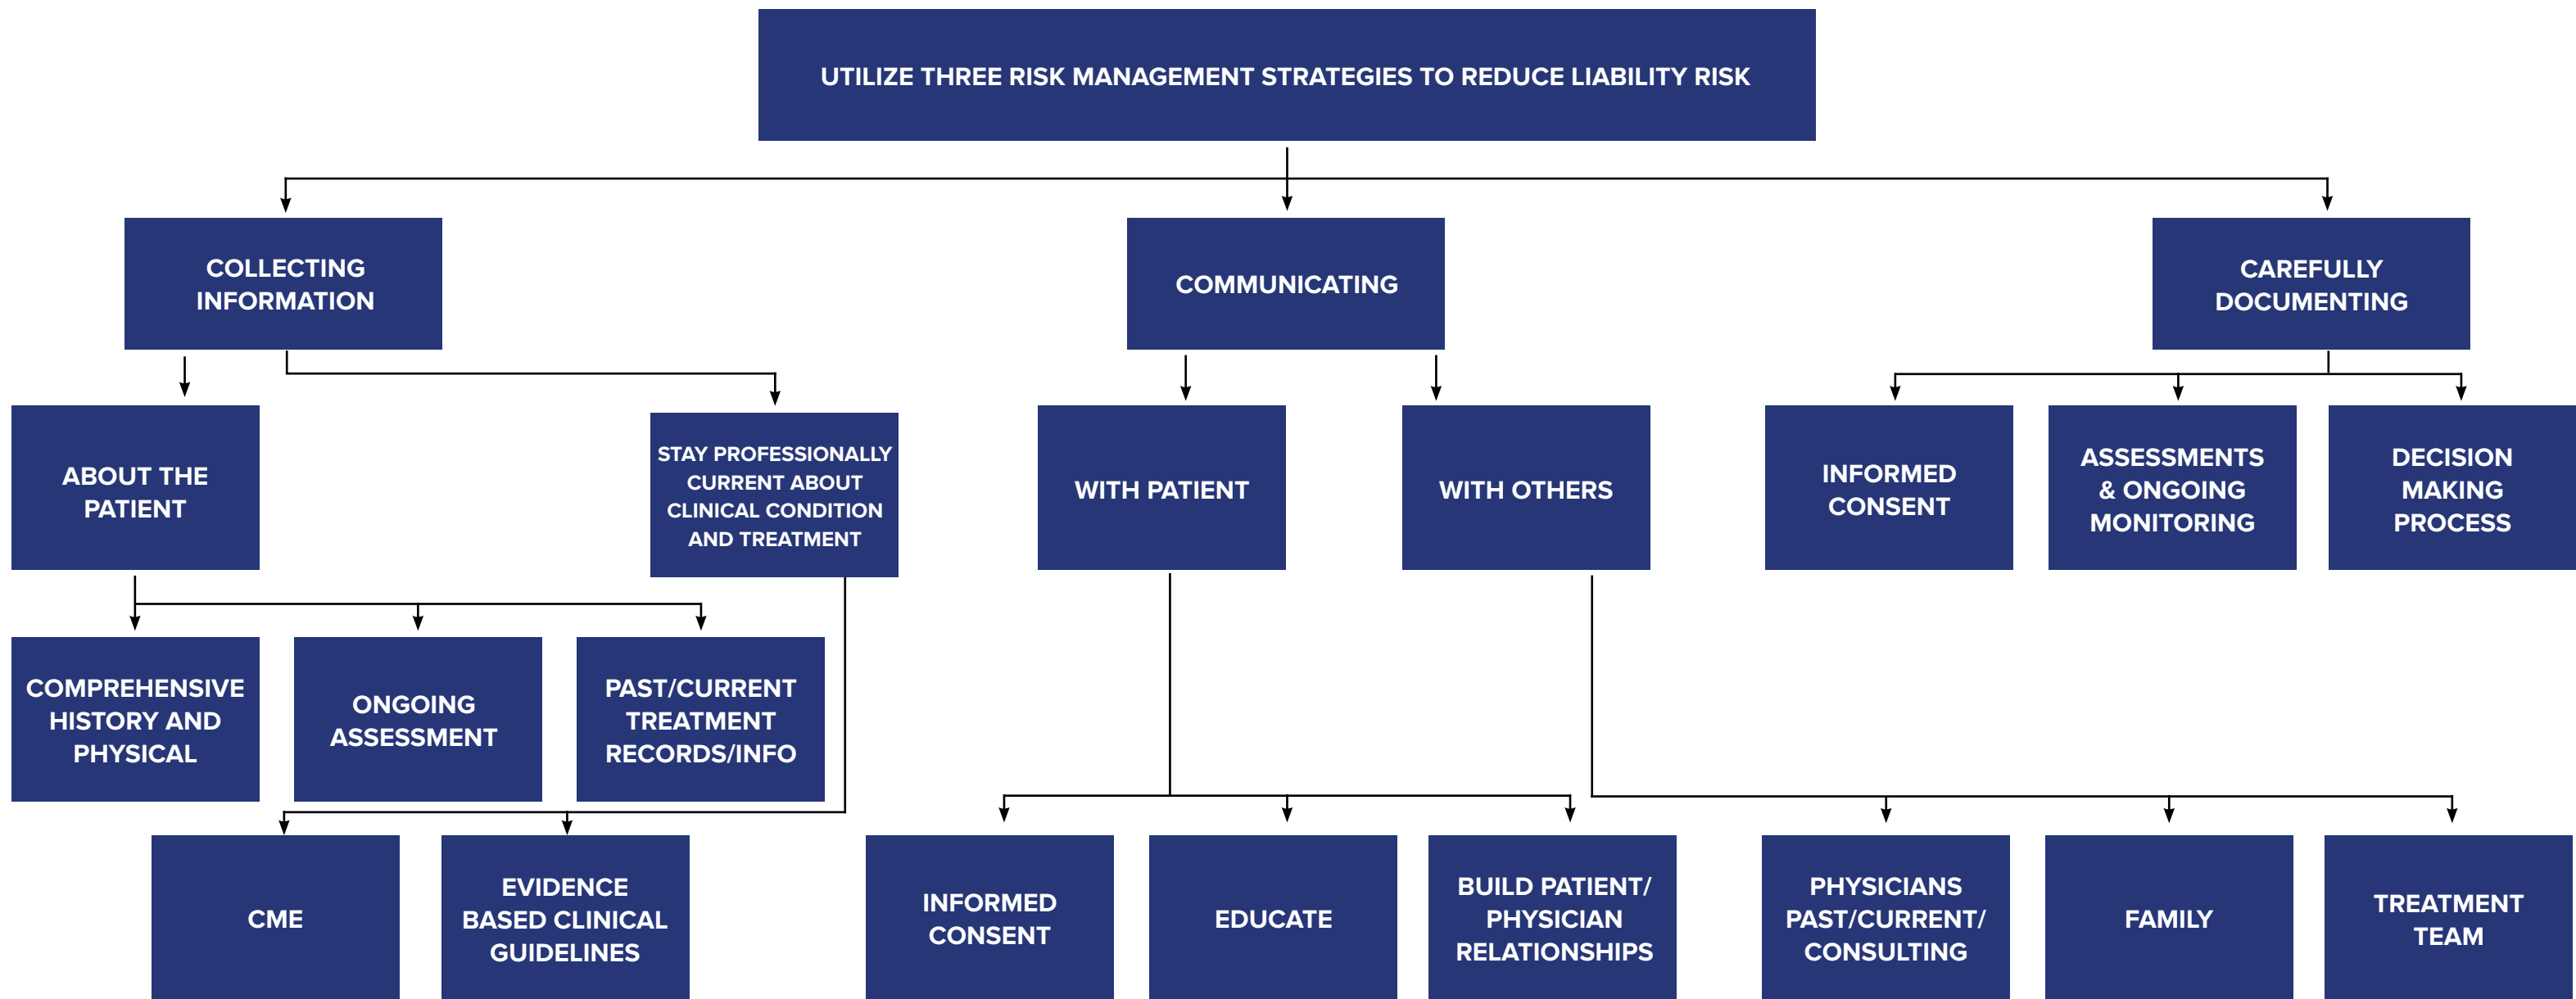 UTILIZE THREE RISK MANAGEMENT STRATEGIES TO REDUCE LIABILITY RISK
COLLECTING
INFORMATION
COMMUNICATING
CAREFULLY
DOCUMENTING
ABOUT THE
PATIENT
STAY PROFESSIONALLY
CURRENT ABOUT
CLINICAL CONDITION
AND TREATMENT
WITH PATIENT
WITH OTHERS
INFORMED
CONSENT
ASSESSMENTS
& ONGOING
MONITORING
DECISION
MAKING
PROCESS
COMPREHENSIVE
HISTORY AND
PHYSICAL
ONGOING
ASSESSMENT
PAST/CURRENT
TREATMENT
RECORDS/INFO
CME
EVIDENCE
BASED CLINICAL
GUIDELINES
INFORMED
CONSENT
EDUCATE
BUILD PATIENT/
PHYSICIAN
RELATIONSHIPS
PHYSICIANS
PAST/CURRENT/
CONSULTING
FAMILY
TREATMENT
TEAM